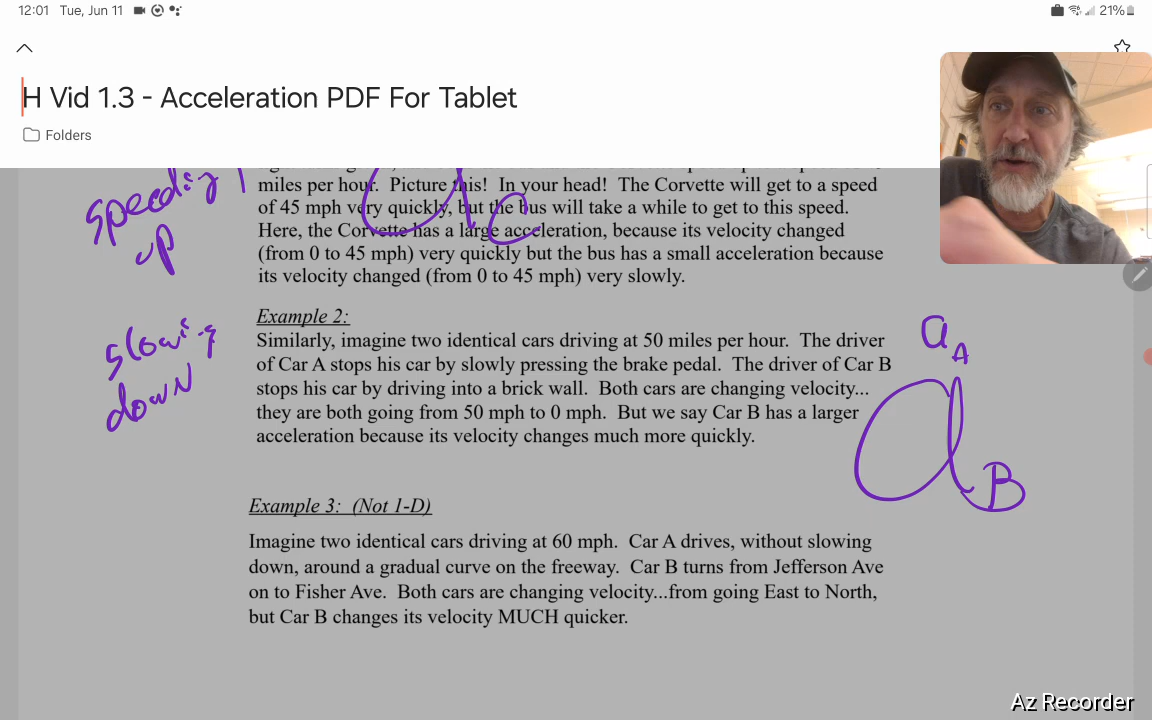 12:01 Tue, Jun 11 21%
H Vid 1.3 - Acceleration PDF For Tablet
Folders
speeding up
miles per hour. Picture this! In your head! The Corvette will get to a speed
of 45 mph very quickly, but the bus will take a while to get to this speed.
Here, the Corvette has a large acceleration, because its velocity changed
(from 0 to 45 mph) very quickly but the bus has a small acceleration because
its velocity changed (from 0 to 45 mph) very slowly.
a c
Example 2:
slowing
down
Similarly, imagine two identical cars driving at 50 miles per hour. The driver
of Car A stops his car by slowly pressing the brake pedal. The driver of Car B
stops his car by driving into a brick wall. Both cars are changing velocity...
they are both going from 50 mph to 0 mph. But we say Car B has a larger
acceleration because its velocity changes much more quickly.
a A
a B
Example 3: (Not 1-D)
Imagine two identical cars driving at 60 mph. Car A drives, without slowing
down, around a gradual curve on the freeway. Car B turns from Jefferson Ave
on to Fisher Ave. Both cars are changing velocity...from going East to North,
but Car B changes its velocity MUCH quicker.
Az Recorder